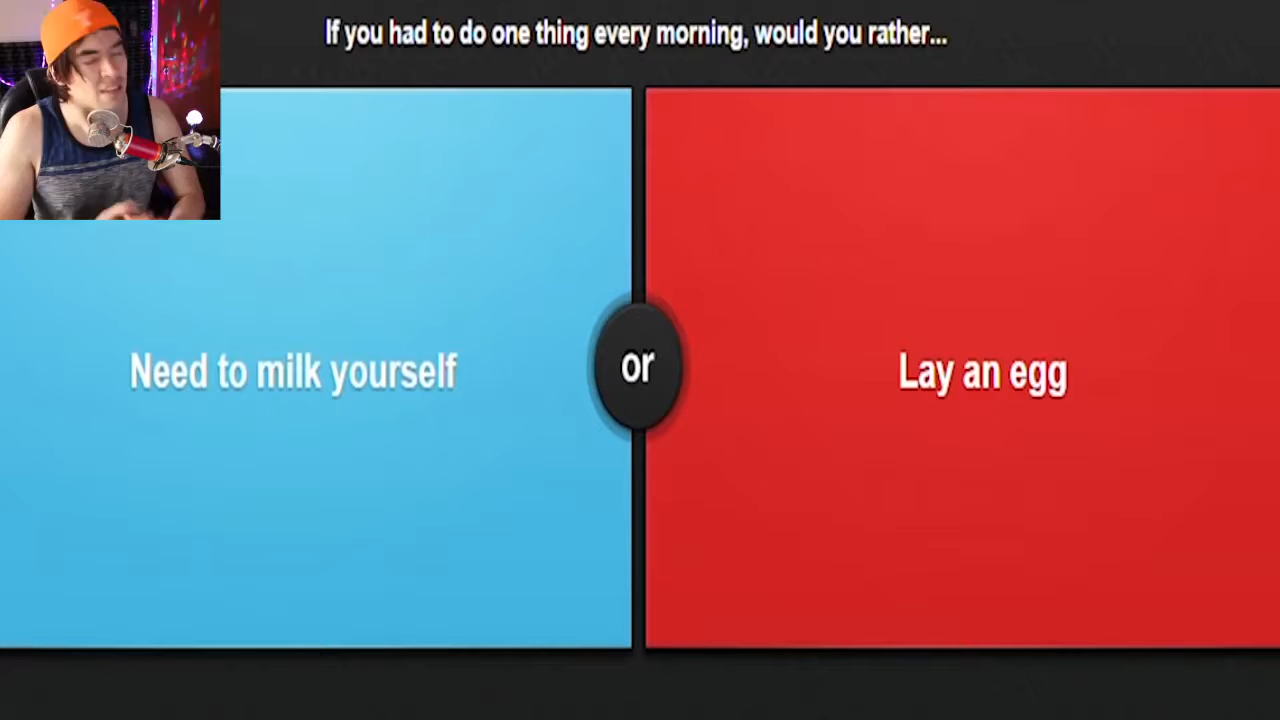 If you had to do one thing every morning, would you rather...
Need to milk yourself
or
Lay an egg